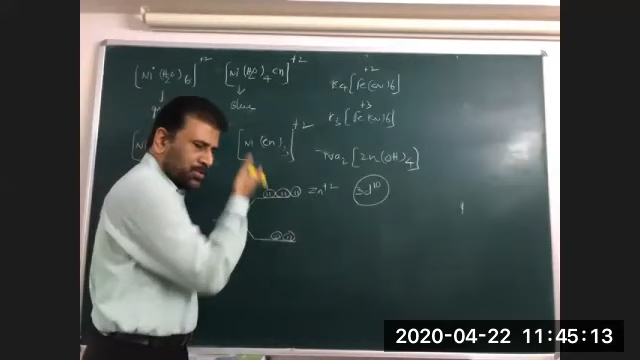 [Ni (H2O)6]+2
[Ni (H2O)4 en]+2
Blue
[Ni (en)3]+2
Zn+2
+2
K4[Fe(CN)6]
+3
K3[Fe(CN)6]
Na2[Zn(OH)4]
3d10
2020-04-22 11:45:13